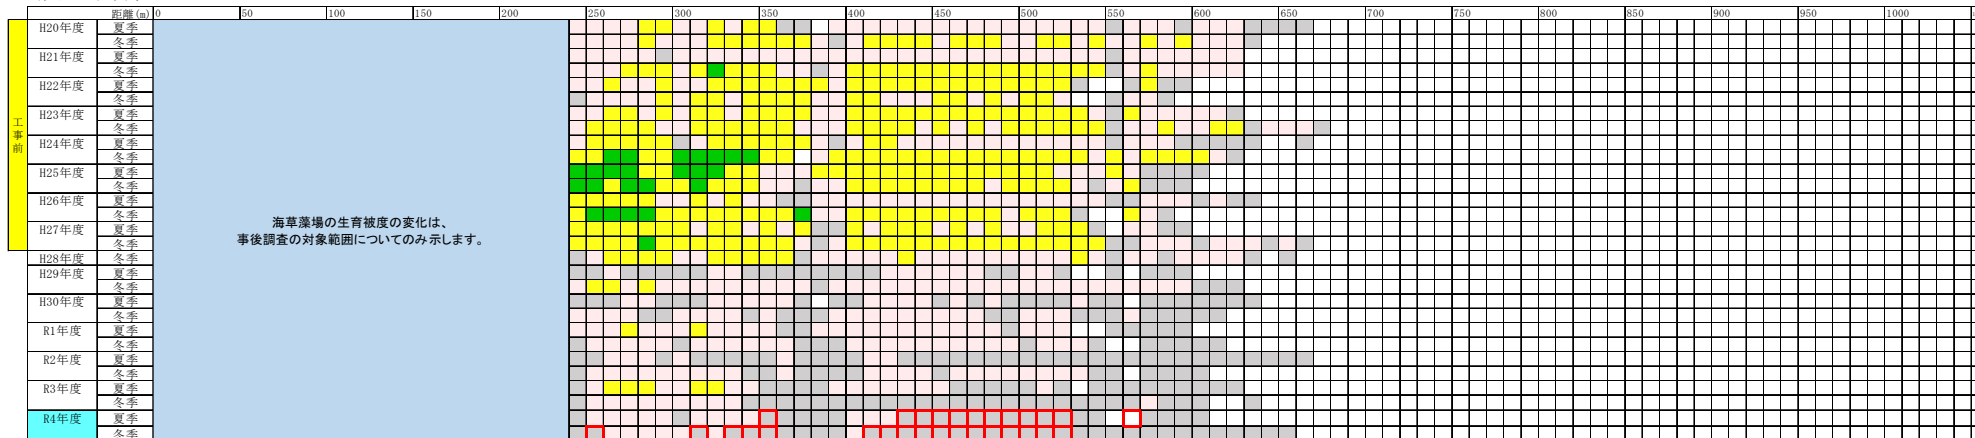 距離(m) 0 50 100 150 200 250 300 350 400 450 500 550 600 650 700 750 800 850 900 950 1000
工事前
H20年度 夏季
冬季
H21年度 夏季
冬季
H22年度 夏季
冬季
H23年度 夏季
冬季
H24年度 夏季
冬季
H25年度 夏季
冬季
H26年度 夏季
冬季
H27年度 夏季
冬季
H28年度 冬季
H29年度 夏季
冬季
H30年度 夏季
冬季
R1年度 夏季
冬季
R2年度 夏季
冬季
R3年度 夏季
冬季
R4年度 夏季
冬季
海草藻場の生育被度の変化は、
事後調査の対象範囲についてのみ示します。